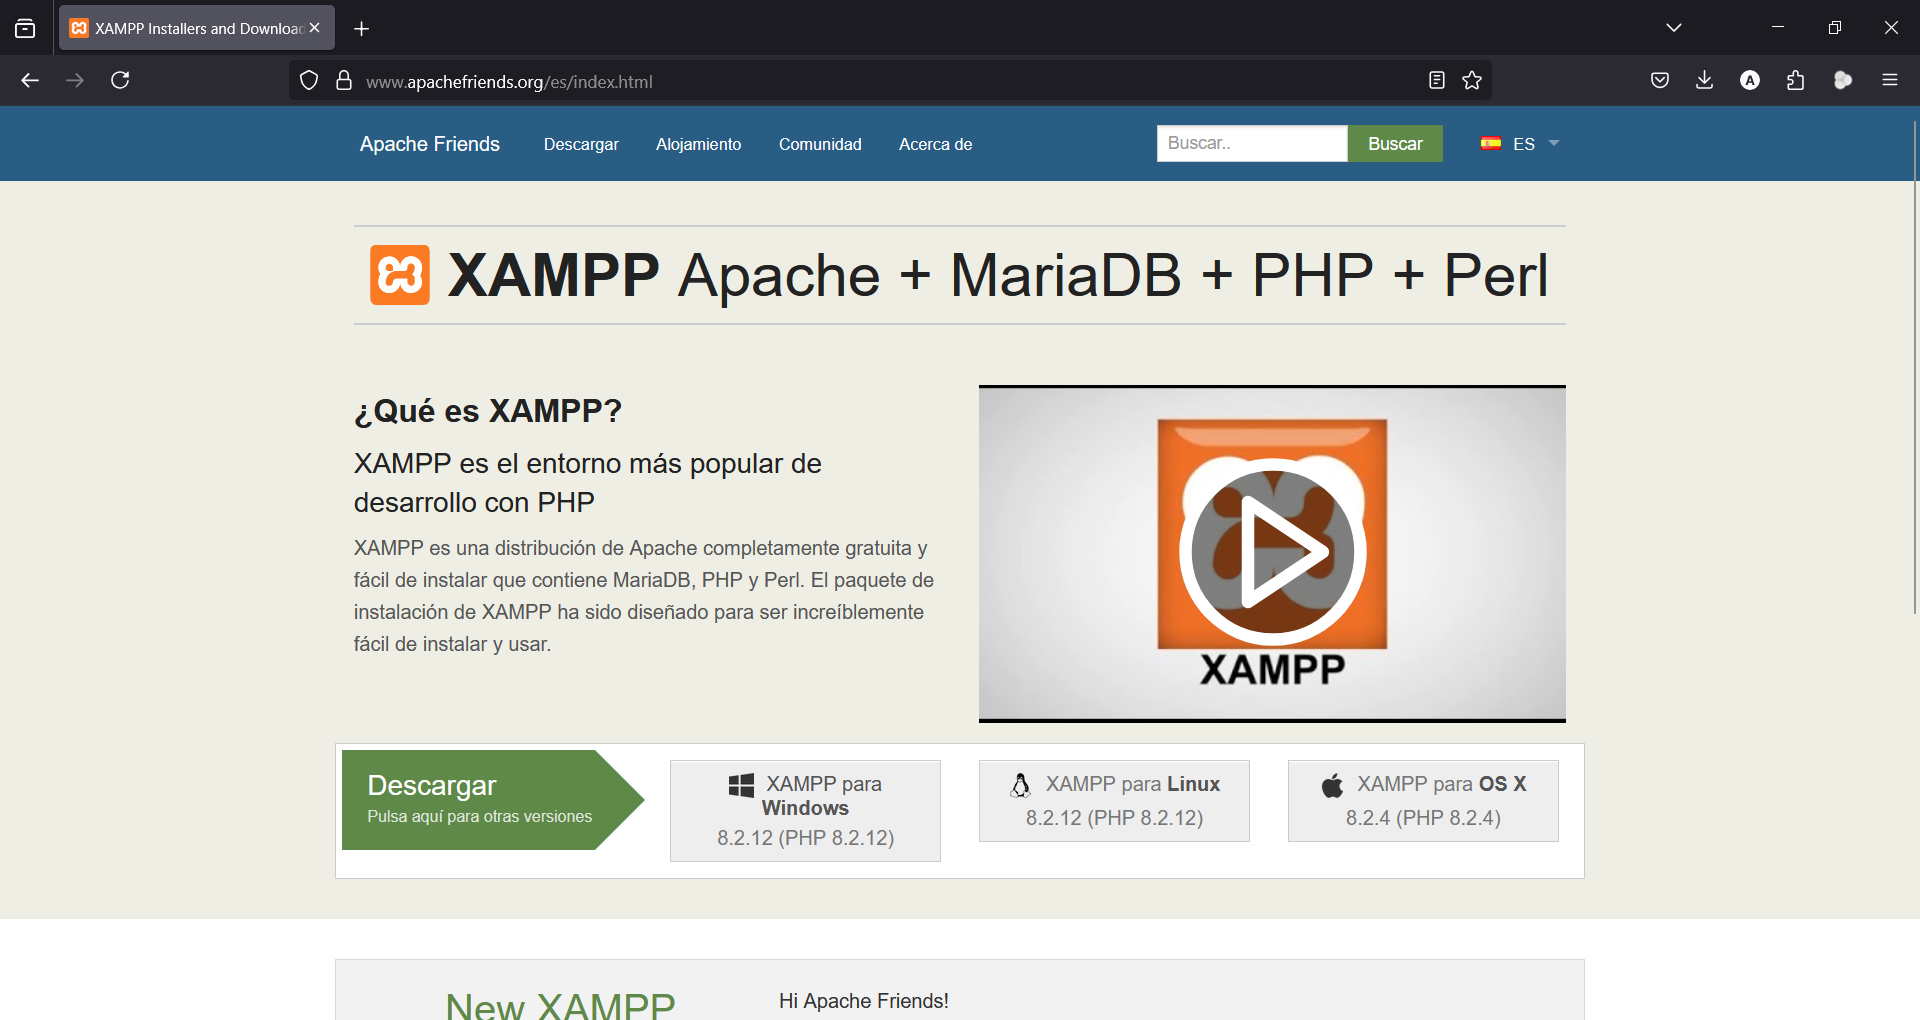 XAMPP Installers and Download
www.apachefriends.org/es/index.html
A
Apache Friends
Descargar
Alojamiento
Comunidad
Acerca de
Buscar..
Buscar
ES
XAMPP Apache + MariaDB + PHP + Perl
¿Qué es XAMPP?
XAMPP es el entorno más popular de
desarrollo con PHP
XAMPP es una distribución de Apache completamente gratuita y
fácil de instalar que contiene MariaDB, PHP y Perl. El paquete de
instalación de XAMPP ha sido diseñado para ser increíblemente
fácil de instalar y usar.
XAMPP
Descargar
Pulsa aquí para otras versiones
XAMPP para
Windows
8.2.12 (PHP 8.2.12)
XAMPP para Linux
8.2.12 (PHP 8.2.12)
XAMPP para OS X
8.2.4 (PHP 8.2.4)
New XAMPP
Hi Apache Friends!